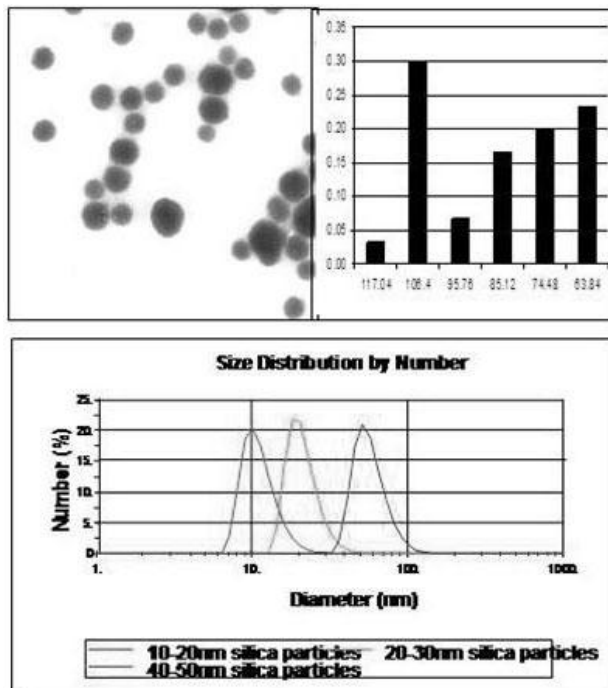 0.35
0.30
0.25
0.20
0.15
0.10
0.05
0.00
117.04 106.4 95.76 85.12 74.48 63.84
Size Distribution by Number
25.
20.
15.
10.
5.
0.
Number (%)
1. 10. 100. 1000.
Diameter (nm)
10-20nm silica particles 20-30nm silica particles
40-50nm silica particles